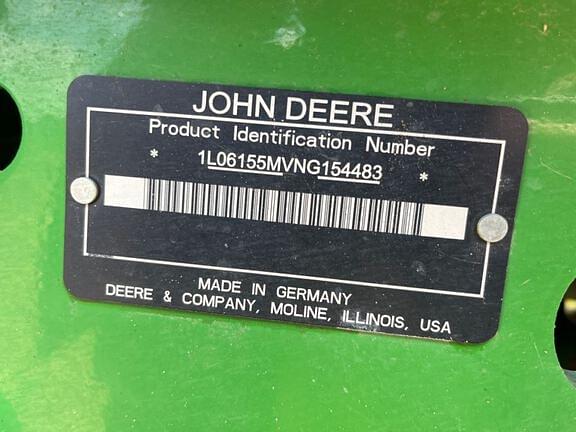 JOHN DEERE
Product Identification Number
* 1L06155MVNG154483 *
MADE IN GERMANY
DEERE & COMPANY, MOLINE, ILLINOIS, USA